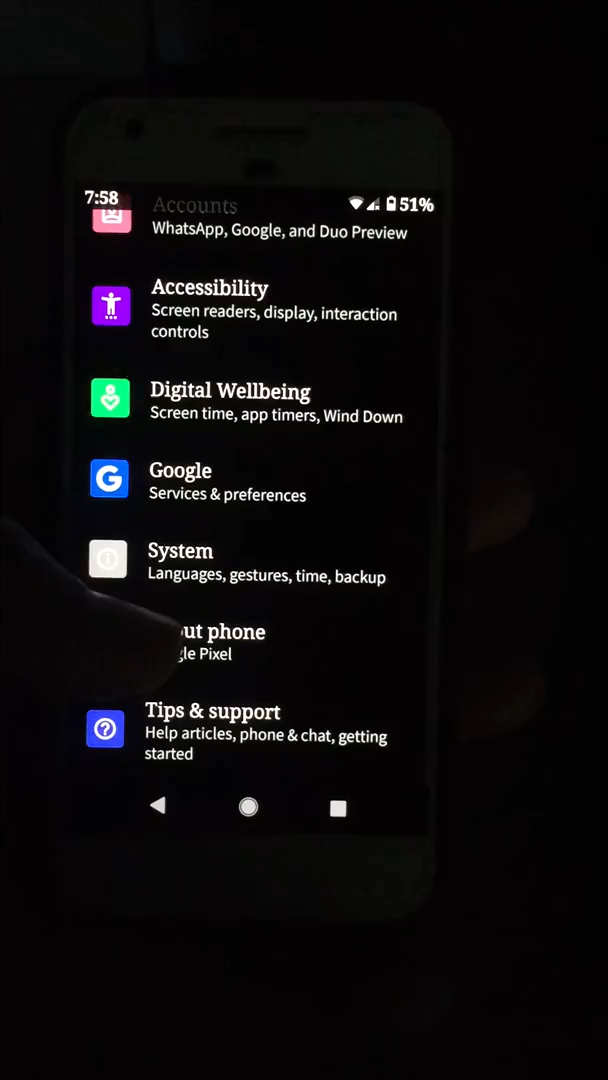 7:58
51%
Accounts
WhatsApp, Google, and Duo Preview
Accessibility
Screen readers, display, interaction
controls
Digital Wellbeing
Screen time, app timers, Wind Down
G
Google
Services & preferences
System
Languages, gestures, time, backup
phone
Pixel
Tips & support
Help articles, phone & chat, getting
started